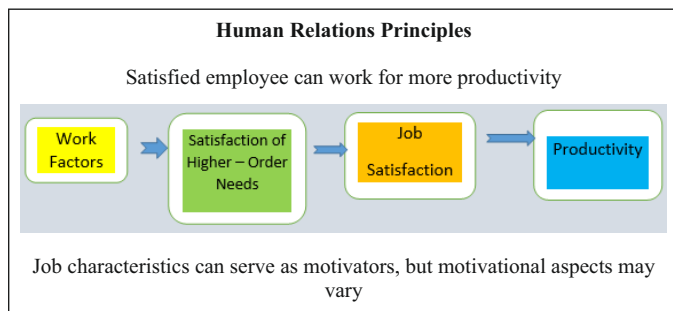 Human Relations Principles
Satisfied employee can work for more productivity
Work
Factors
Satisfaction of
Higher – Order
Needs
Job
Satisfaction
Productivity
Job characteristics can serve as motivators, but motivational aspects may
vary